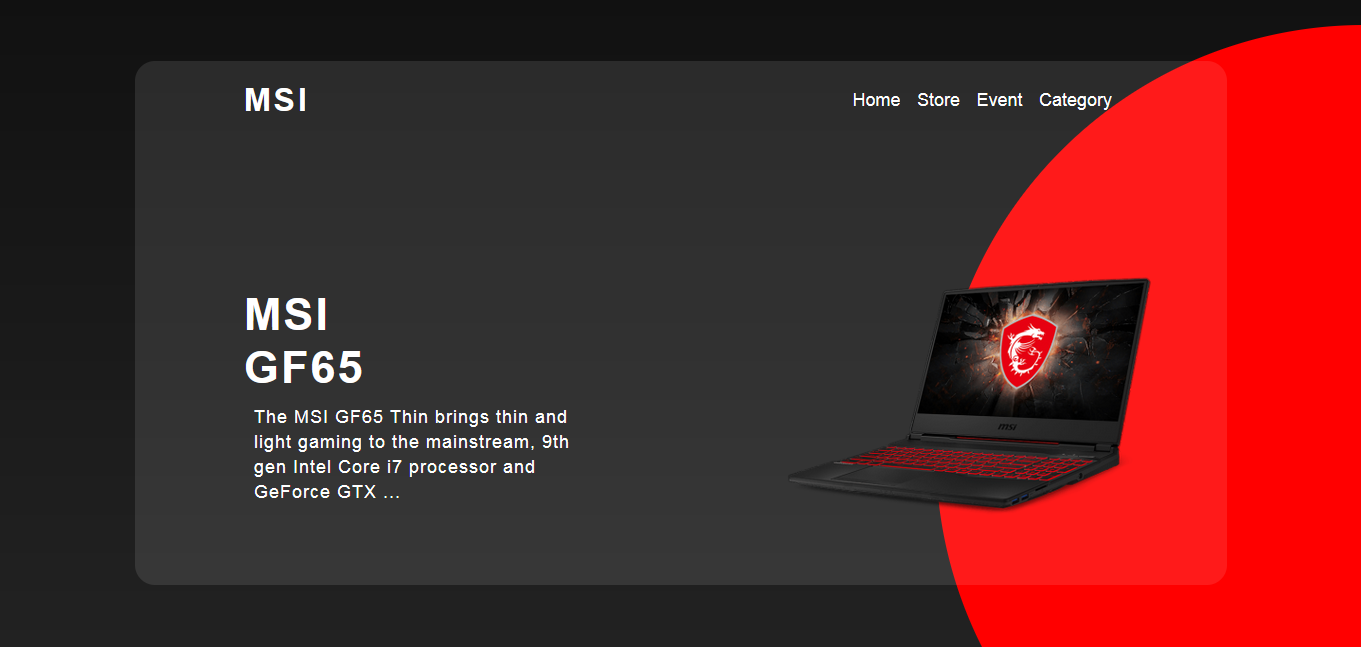 MSI
Home Store Event Category
MSI
GF65
The MSI GF65 Thin brings thin and
light gaming to the mainstream, 9th
gen Intel Core i7 processor and
GeForce GTX ...
msi